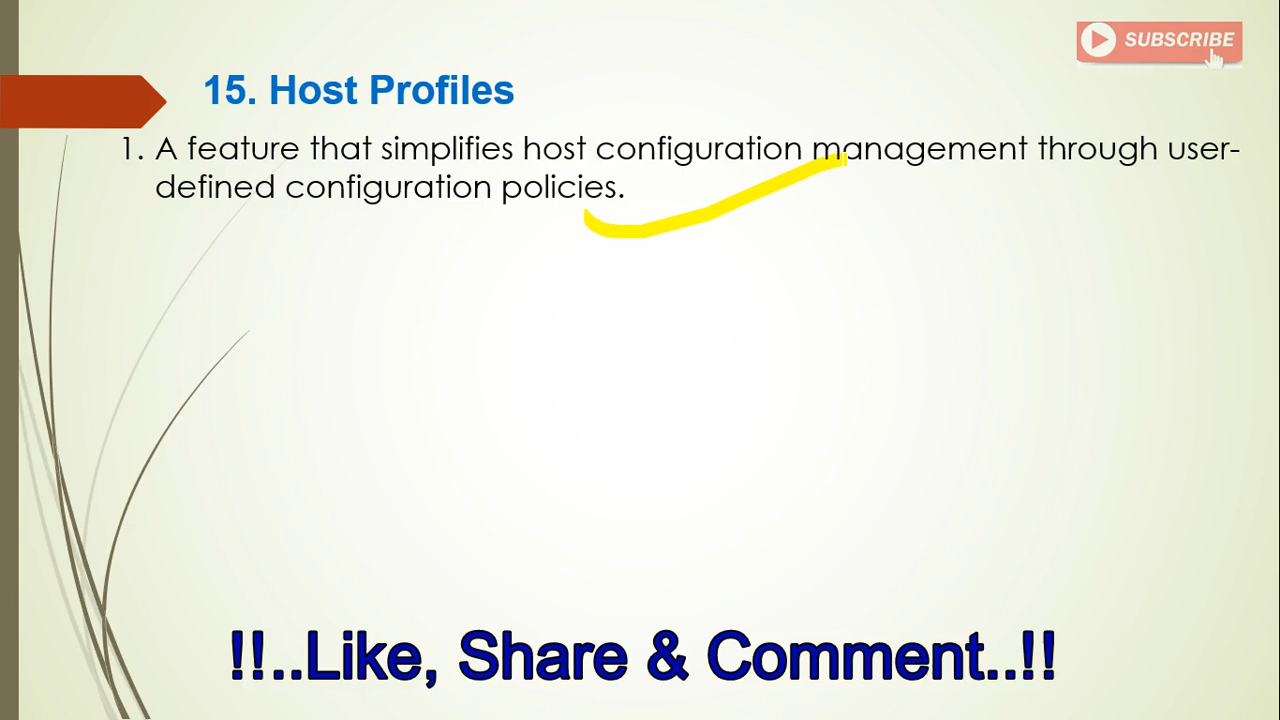 SUBSCRIBE
15. Host Profiles
1. A feature that simplifies host configuration management through user-
defined configuration policies.
!!..Like, Share & Comment..!!